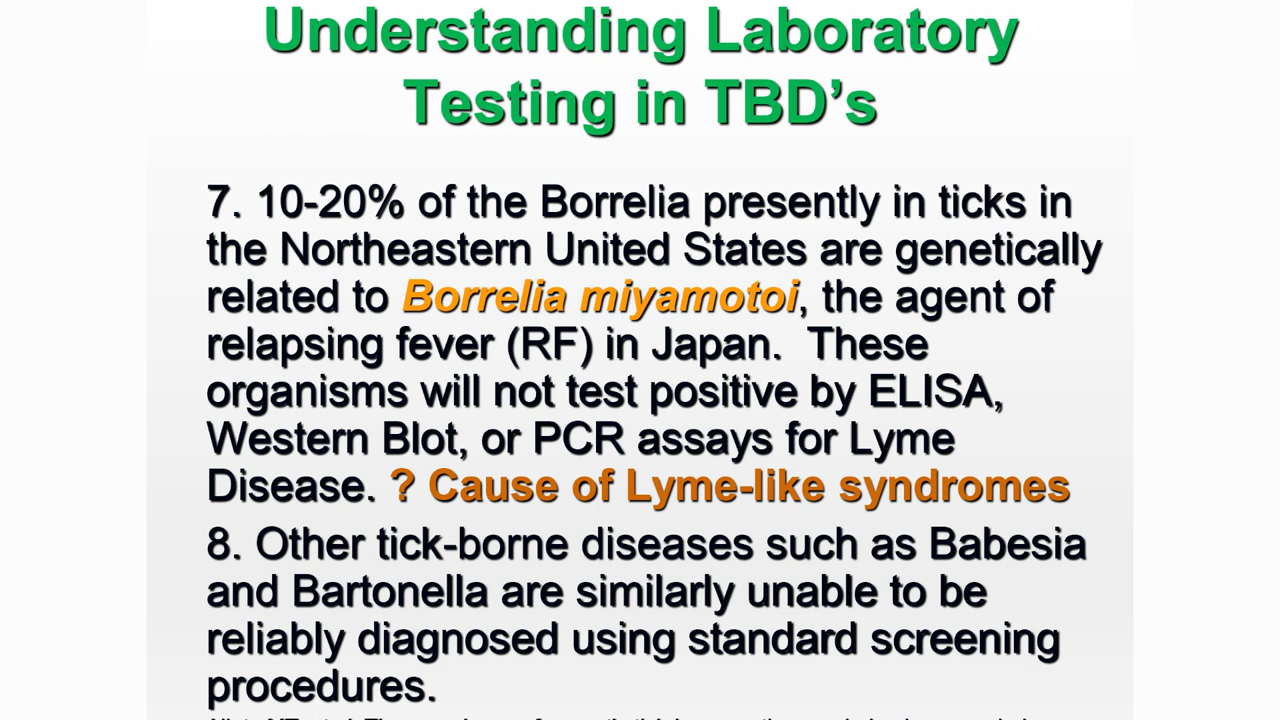 Understanding Laboratory
Testing in TBD’s
7. 10-20% of the Borrelia presently in ticks in
the Northeastern United States are genetically
related to Borrelia miyamotoi, the agent of
relapsing fever (RF) in Japan.  These
organisms will not test positive by ELISA,
Western Blot, or PCR assays for Lyme
Disease. ? Cause of Lyme-like syndromes
8. Other tick-borne diseases such as Babesia
and Bartonella are similarly unable to be
reliably diagnosed using standard screening
procedures.